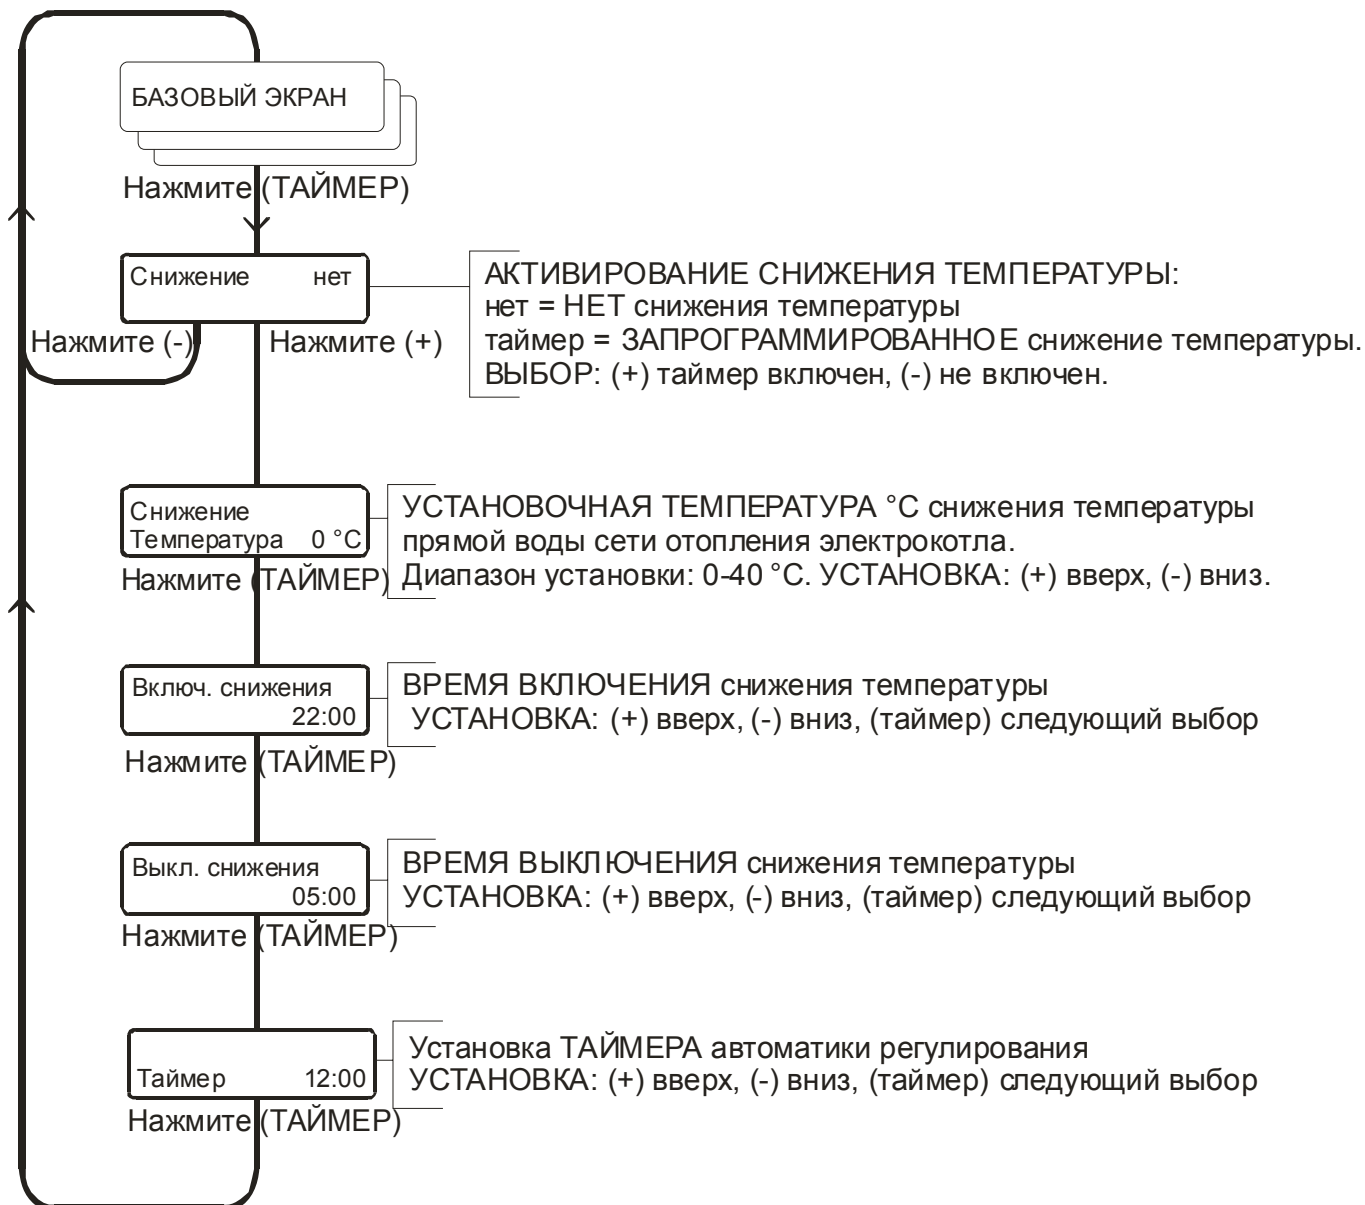 БАЗОВЫЙ ЭКРАН
Нажмите (ТАЙМЕР)
Снижение нет
Нажмите (-)
Нажмите (+)
АКТИВИРОВАНИЕ СНИЖЕНИЯ ТЕМПЕРАТУРЫ:
нет = НЕТ снижения температуры
таймер = ЗАПРОГРАММИРОВАННОЕ снижение температуры.
ВЫБОР: (+) таймер включен, (-) не включен.
Снижение
Температура 0 °C
Нажмите (ТАЙМЕР)
УСТАНОВОЧНАЯ ТЕМПЕРАТУРА °C снижения температуры
прямой воды сети отопления электрокотла.
Диапазон установки: 0-40 °C. УСТАНОВКА: (+) вверх, (-) вниз.
Включ. снижения
22:00
Нажмите (ТАЙМЕР)
ВРЕМЯ ВКЛЮЧЕНИЯ снижения температуры
УСТАНОВКА: (+) вверх, (-) вниз, (таймер) следующий выбор
Выкл. снижения
05:00
Нажмите (ТАЙМЕР)
ВРЕМЯ ВЫКЛЮЧЕНИЯ снижения температуры
УСТАНОВКА: (+) вверх, (-) вниз, (таймер) следующий выбор
Таймер 12:00
Нажмите (ТАЙМЕР)
Установка ТАЙМЕРА автоматики регулирования
УСТАНОВКА: (+) вверх, (-) вниз, (таймер) следующий выбор